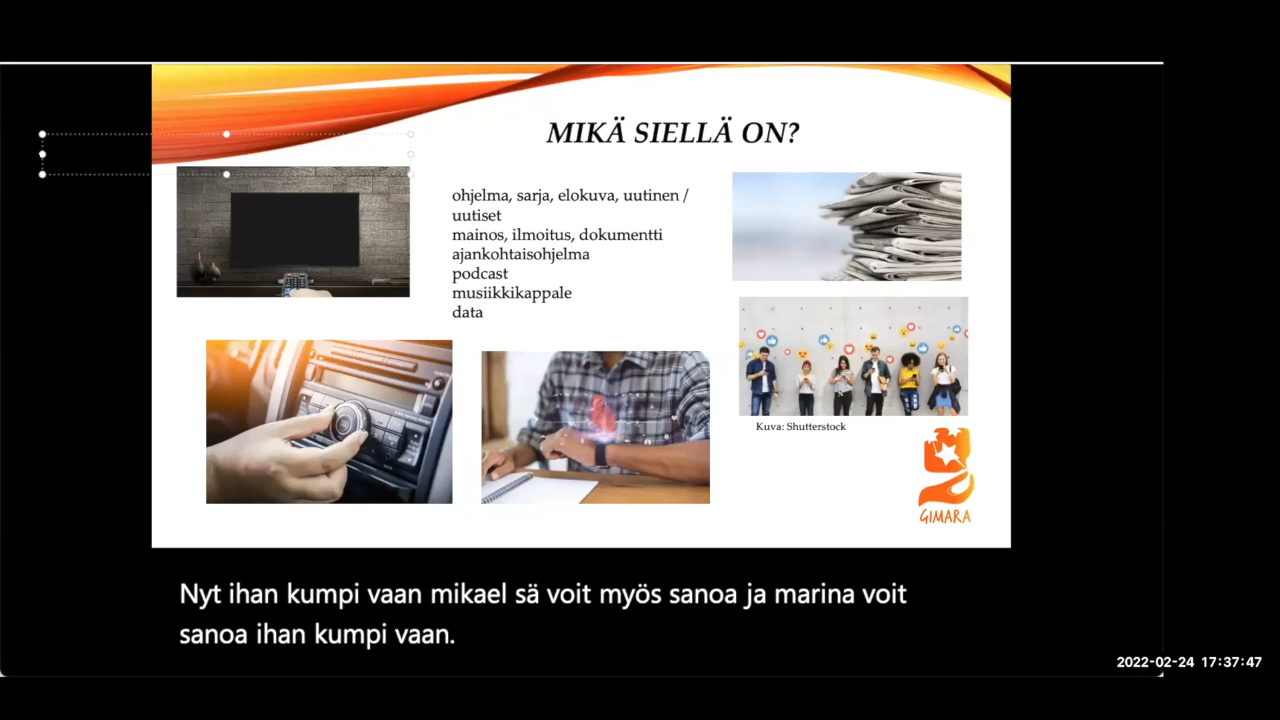 MIKÄ SIELLÄ ON?
ohjelma, sarja, elokuva, uutinen /
uutiset
mainos, ilmoitus, dokumentti
ajankohtaisohjelma
podcast
musiikkikappale
data
Kuva: Shutterstock
GIMARA
Nyt ihan kumpi vaan mikael sä voit myös sanoa ja marina voit
sanoa ihan kumpi vaan.
2022-02-24 17:37:47